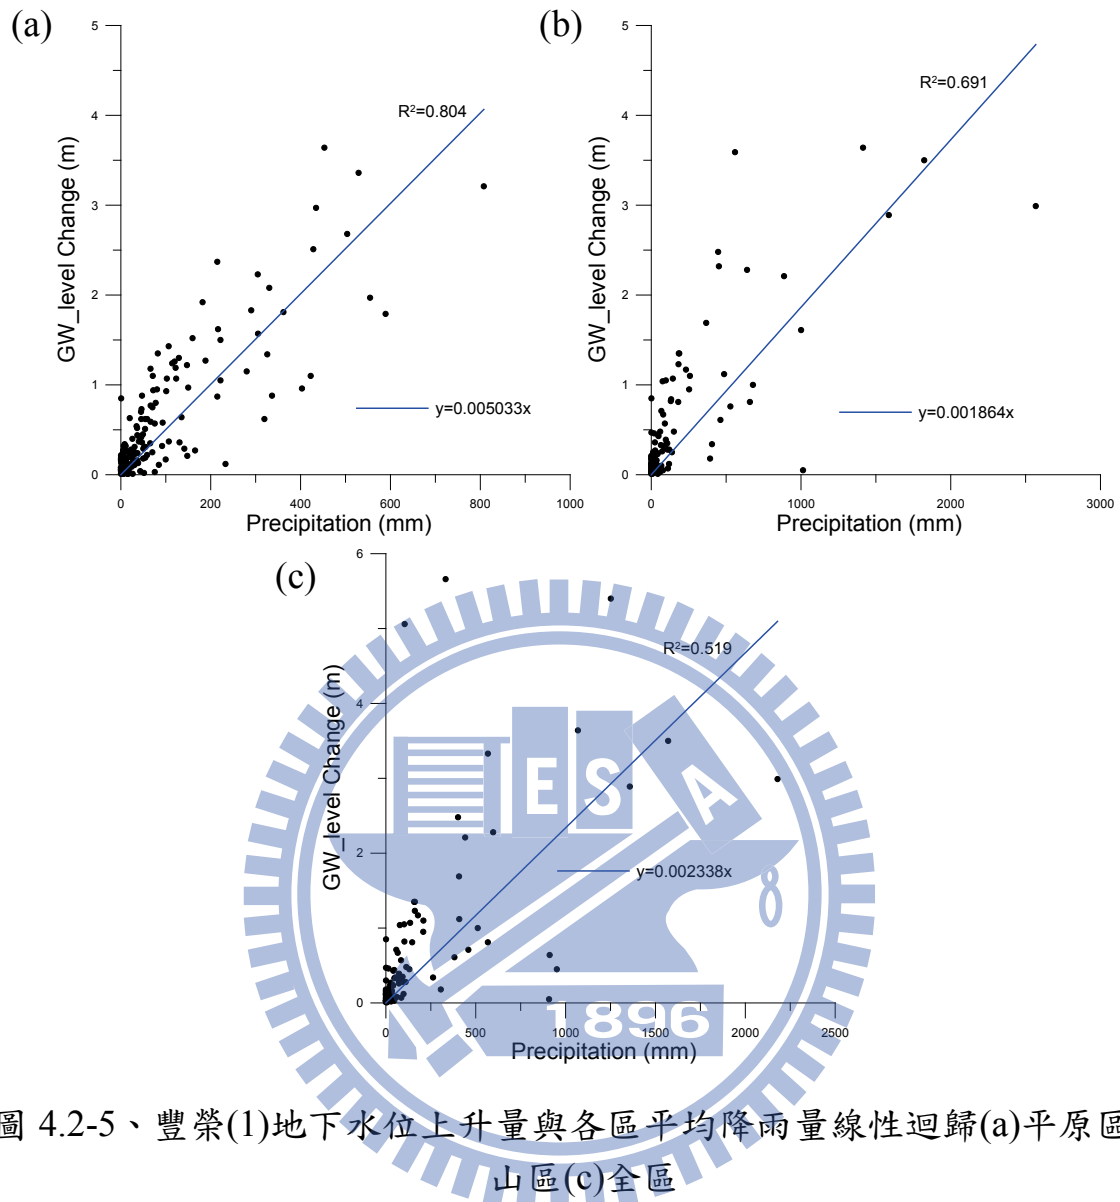 (a)
(b)
5
4
3
2
1
0
GW_level Change (m)
R²=0.804
y=0.005033x
0 200 400 600 800 1000
Precipitation (mm)
5
4
3
2
1
0
GW_level Change (m)
R²=0.691
y=0.001864x
0 1000 2000 3000
Precipitation (mm)
(c)
6
4
2
0
GW_level Change (m)
R²=0.519
y=0.002338x
0 500 1000 1500 2000 2500
Precipitation (mm)
E S A
1896
圖 4.2-5、豐榮(1)地下水位上升量與各區平均降雨量線性迴歸(a)平原區
山區(c)全區